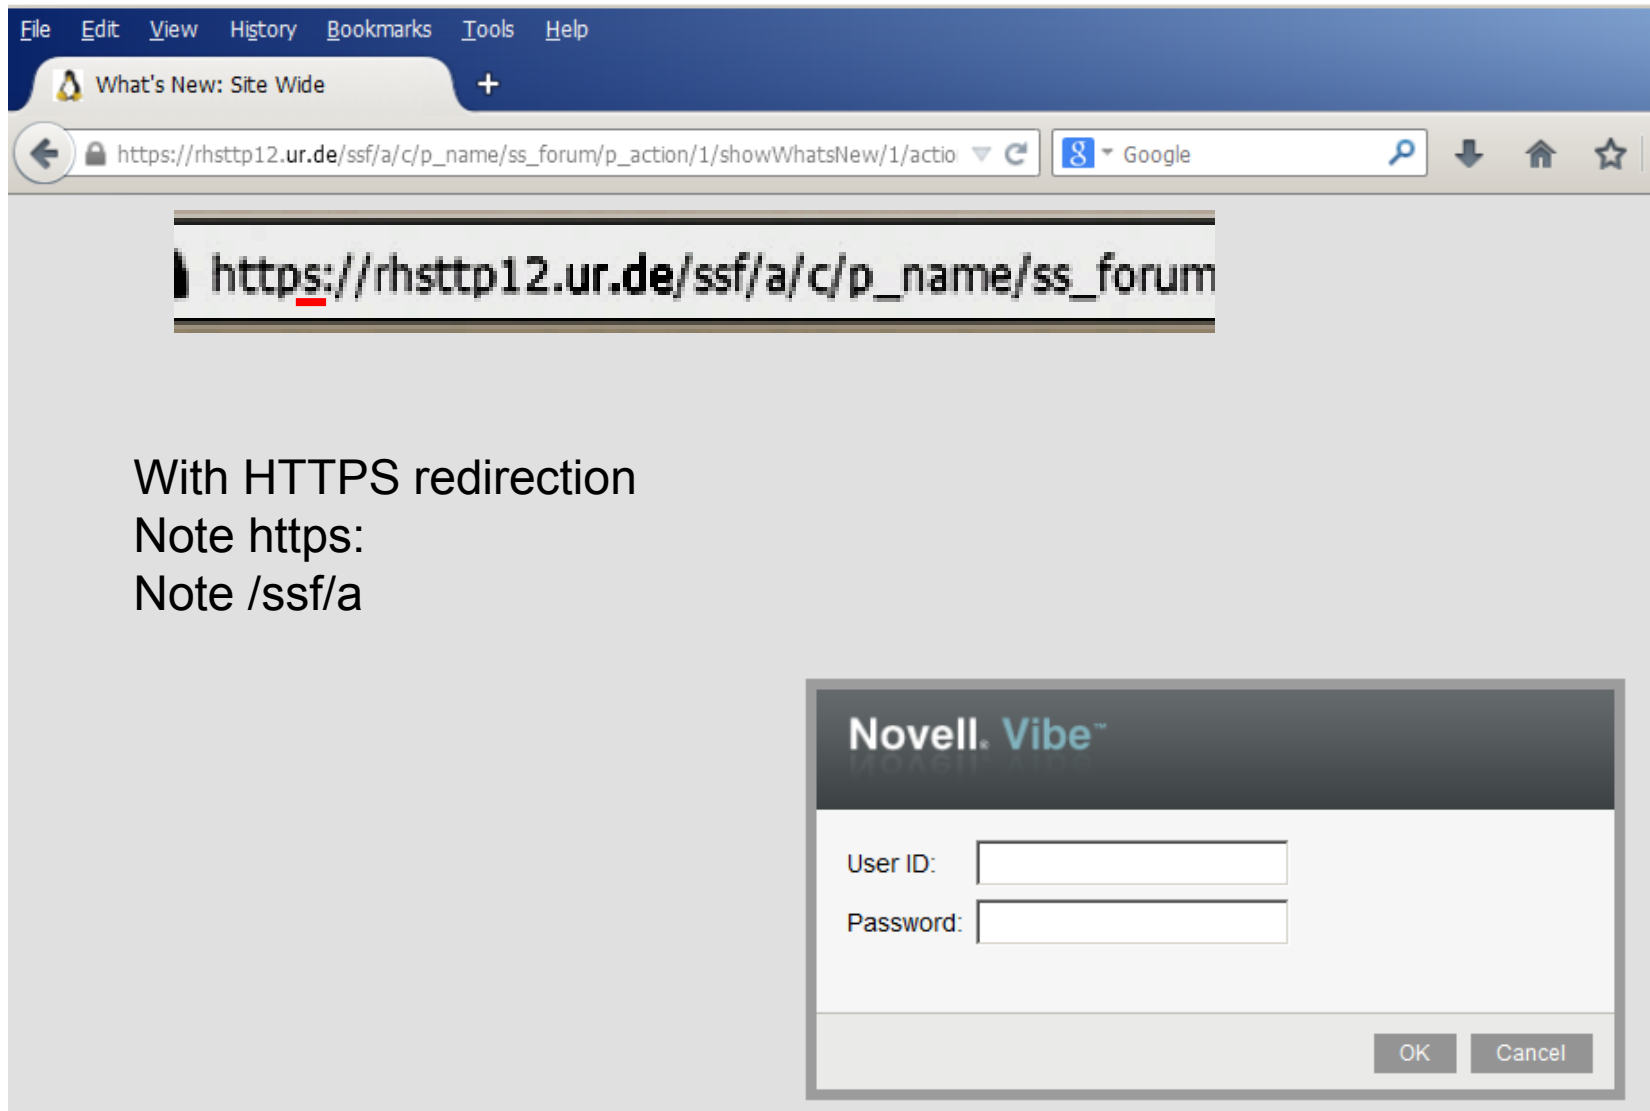 File Edit View History Bookmarks Tools Help
What's New: Site Wide +
https://rhsttp12.ur.de/ssf/a/c/p_name/ss_forum/p_action/1/showWhatsNew/1/actio 8 Google
https://rhsttp12.ur.de/ssf/a/c/p_name/ss_forum
With HTTPS redirection
Note https:
Note /ssf/a
Novell® Vibe™
User ID:
Password:
OK Cancel